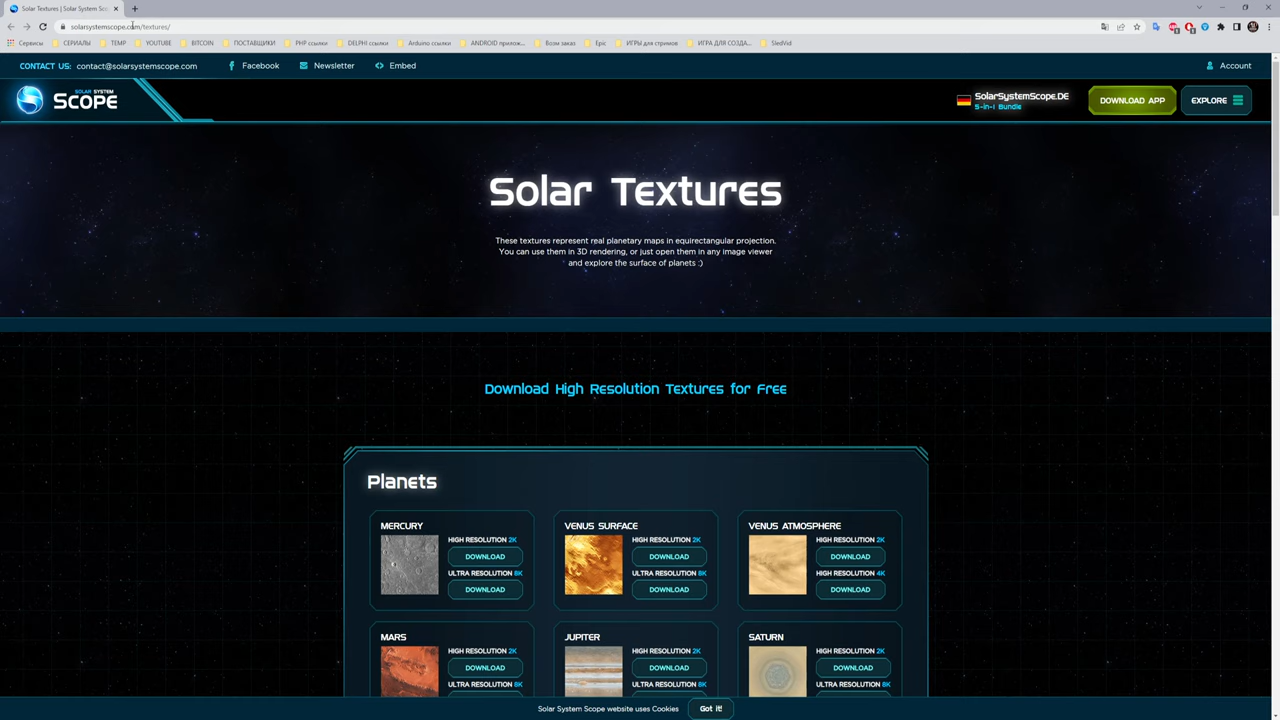 Solar Textures | Solar System Sco
solarsystemscope.com/textures/
Сервисы СЕРИАЛЫ TEMP YOUTUBE BITCOIN ПОСТАВЩИКИ PHP ссылки DELPHI ссылки Arduino ссылки ANDROID прилож... Возм заказ Epic ИГРЫ для стримов ИГРА ДЛЯ СОЗДА... SledVid
CONTACT US: contact@solarsystemscope.com Facebook Newsletter Embed Account
SOLAR SYSTEM
SCOPE
SolarSystemScope.DE
5-in-1 Bundle
DOWNLOAD APP
EXPLORE
Solar Textures
These textures represent real planetary maps in equirectangular projection.
You can use them in 3D rendering, or just open them in any image viewer
and explore the surface of planets :)
Download High Resolution Textures for Free
Planets
MERCURY
HIGH RESOLUTION 2K
DOWNLOAD
ULTRA RESOLUTION 8K
DOWNLOAD
VENUS SURFACE
HIGH RESOLUTION 2K
DOWNLOAD
ULTRA RESOLUTION 8K
DOWNLOAD
VENUS ATMOSPHERE
HIGH RESOLUTION 2K
DOWNLOAD
HIGH RESOLUTION 4K
DOWNLOAD
MARS
HIGH RESOLUTION 2K
DOWNLOAD
ULTRA RESOLUTION 8K
JUPITER
HIGH RESOLUTION 2K
DOWNLOAD
ULTRA RESOLUTION 8K
SATURN
HIGH RESOLUTION 2K
DOWNLOAD
ULTRA RESOLUTION 8K
Solar System Scope website uses Cookies Got It!